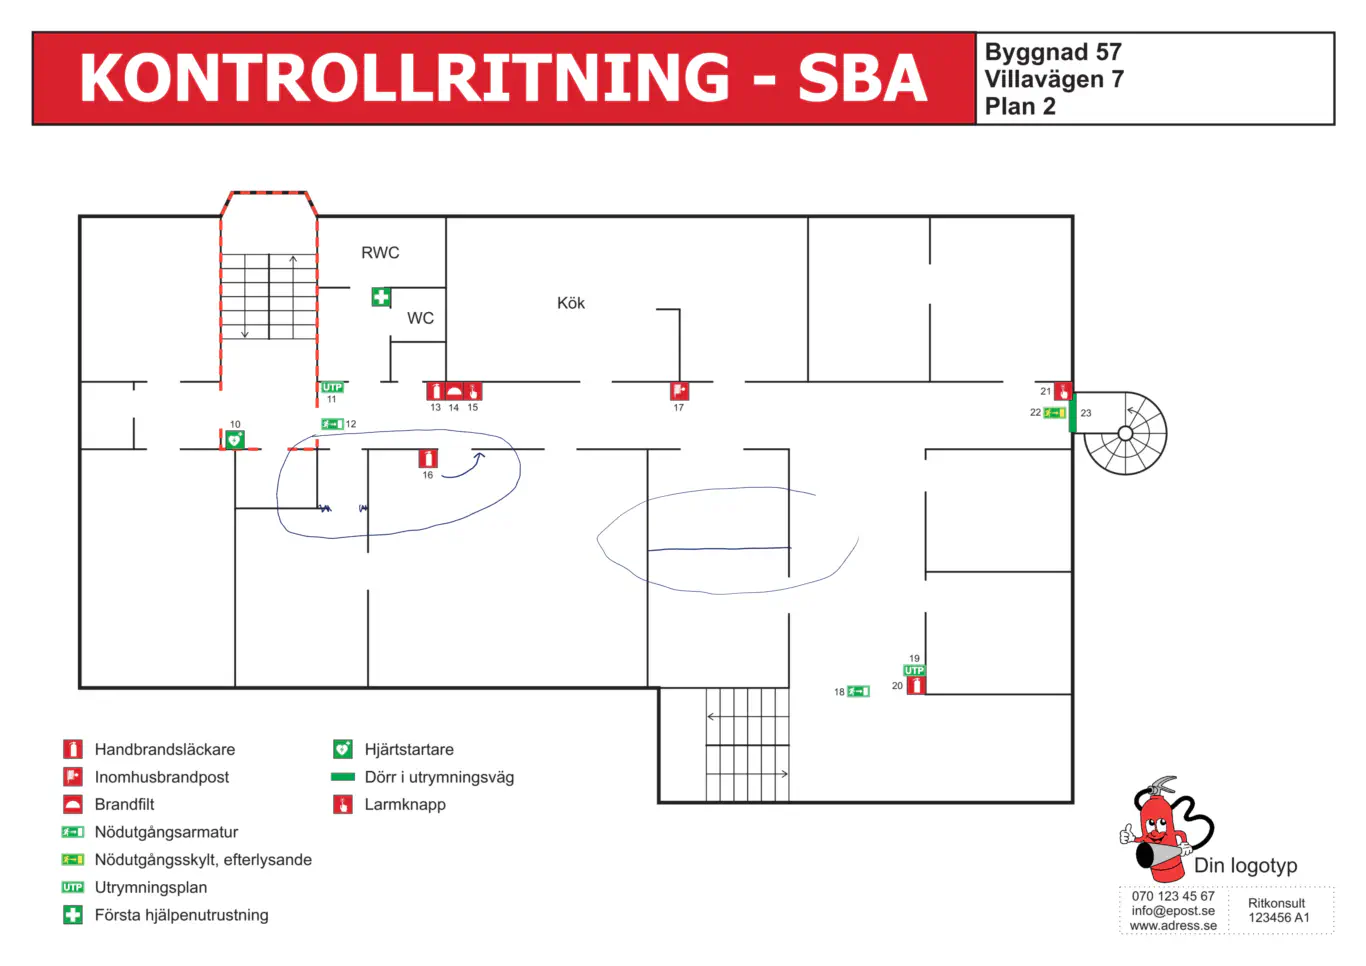 KONTROLLRITNING - SBA
Byggnad 57
Villavägen 7
Plan 2
RWC
WC
Kök
UTP
11
12
10
13 14 15
16
17
21
22
23
19
UTP
20
18
Handbrandsläckare
Inomhusbrandpost
Brandfilt
Nödutgångsarmatur
Nödutgångsskylt, efterlysande
UTP Utrymningsplan
Första hjälpenutrustning
Hjärtstartare
Dörr i utrymningsväg
Larmknapp
Din logotyp
070 123 45 67
info@epost.se
www.adress.se
Ritkonsult
123456 A1